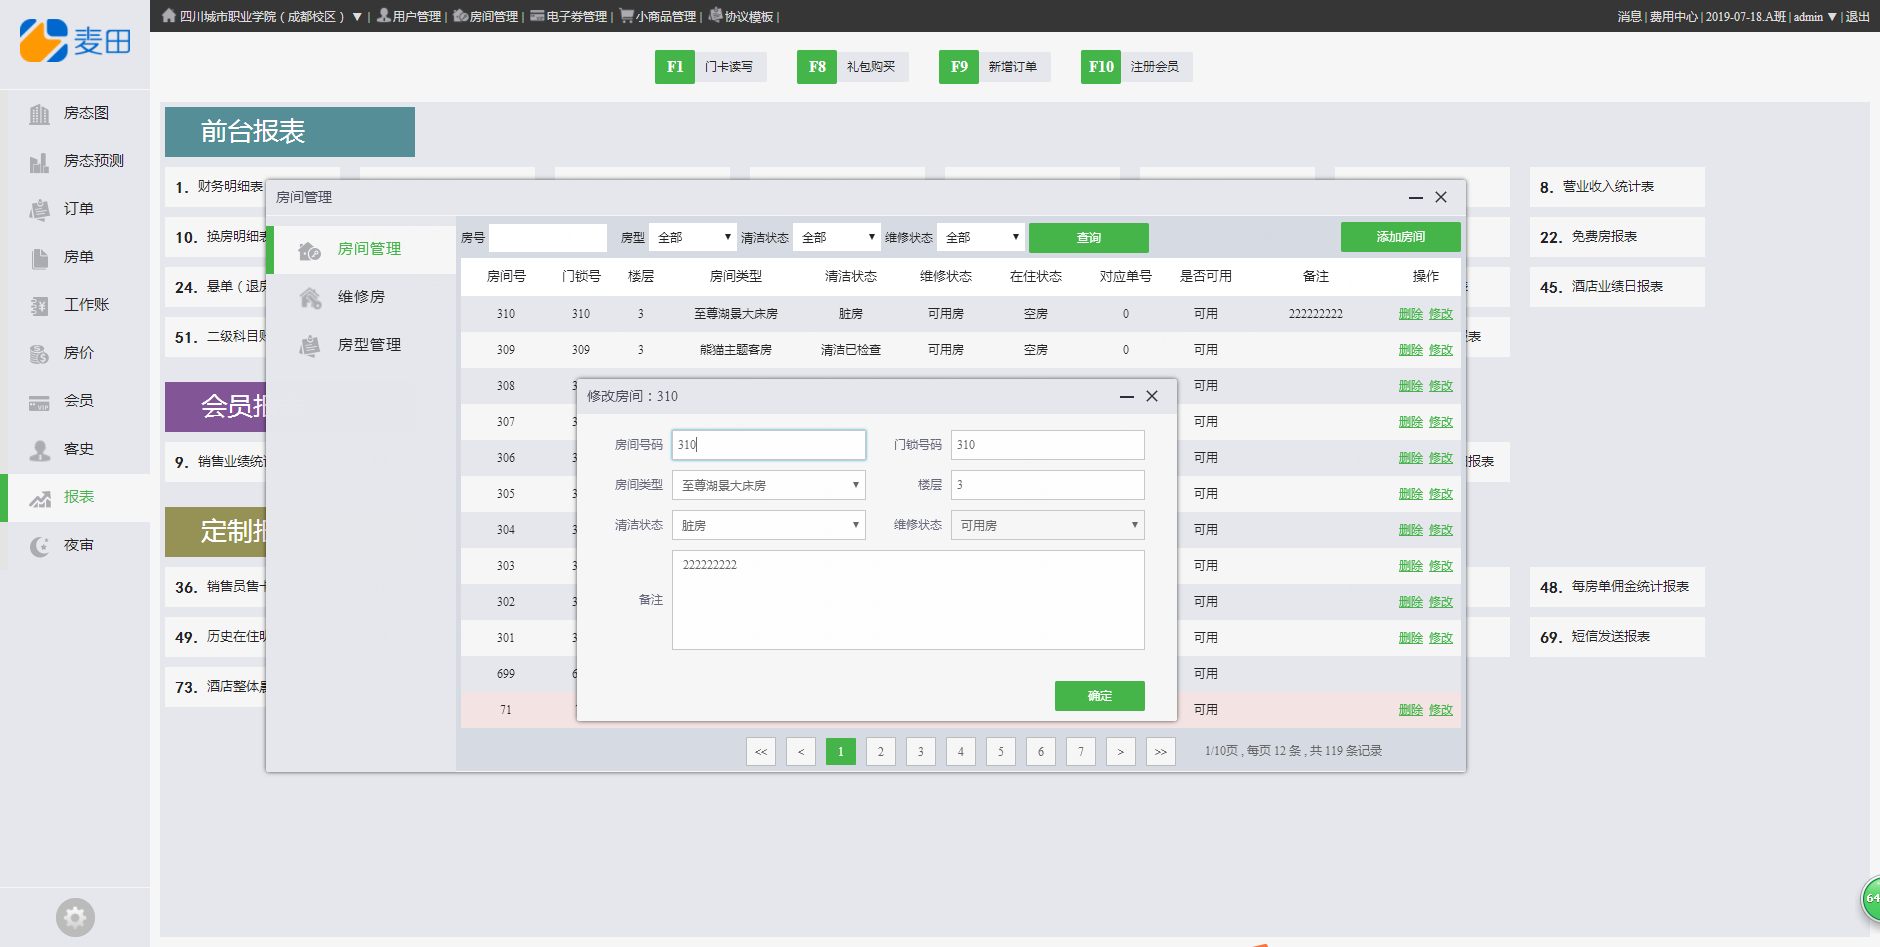 麦田
四川城市职业学院（成都校区） ▼ | 用户管理 | 房间管理 | 电子券管理 | 小商品管理 | 协议模板 |
消息 | 费用中心 | 2019-07-18.A班 | admin ▼ | 退出
F1 门卡读写 F8 礼包购买 F9 新增订单 F10 注册会员
房态图
房态预测
订单
房单
工作账
房价
会员
客史
报表
夜审
前台报表
1. 财务明细表
8. 营业收入统计表
10. 换房明细表
22. 免费房报表
24. 悬单（退房
45. 酒店业绩日报表
51. 二级科目
表
会员报
9. 销售业绩统计
报表
定制报
36. 销售员售卡
48. 每房单佣金统计报表
49. 历史在住明
69. 短信发送报表
73. 酒店整体
房间管理
房间管理
维修房
房型管理
房号 房型 全部 ▼ 清洁状态 全部 ▼ 维修状态 全部 ▼ 查询 添加房间
房间号 门锁号 楼层 房间类型 清洁状态 维修状态 在住状态 对应单号 是否可用 备注 操作
310 310 3 至尊湖景大床房 脏房 可用房 空房 0 可用 222222222 删除 修改
309 309 3 熊猫主题客房 清洁已检查 可用房 空房 0 可用 删除 修改
308 3 可用 删除 修改
307 3 可用 删除 修改
306 3 可用 删除 修改
305 3 可用 删除 修改
304 3 可用 删除 修改
303 3 可用 删除 修改
302 3 可用 删除 修改
301 3 可用 删除 修改
699 6 可用
71 可用 删除 修改
<< < 1 2 3 4 5 6 7 > >> 1/10页 , 每页 12 条 , 共 119 条记录
修改房间：310
房间号码 310 门锁号码 310
房间类型 至尊湖景大床房 ▼ 楼层 3
清洁状态 脏房 ▼ 维修状态 可用房 ▼
备注 222222222
确定
64